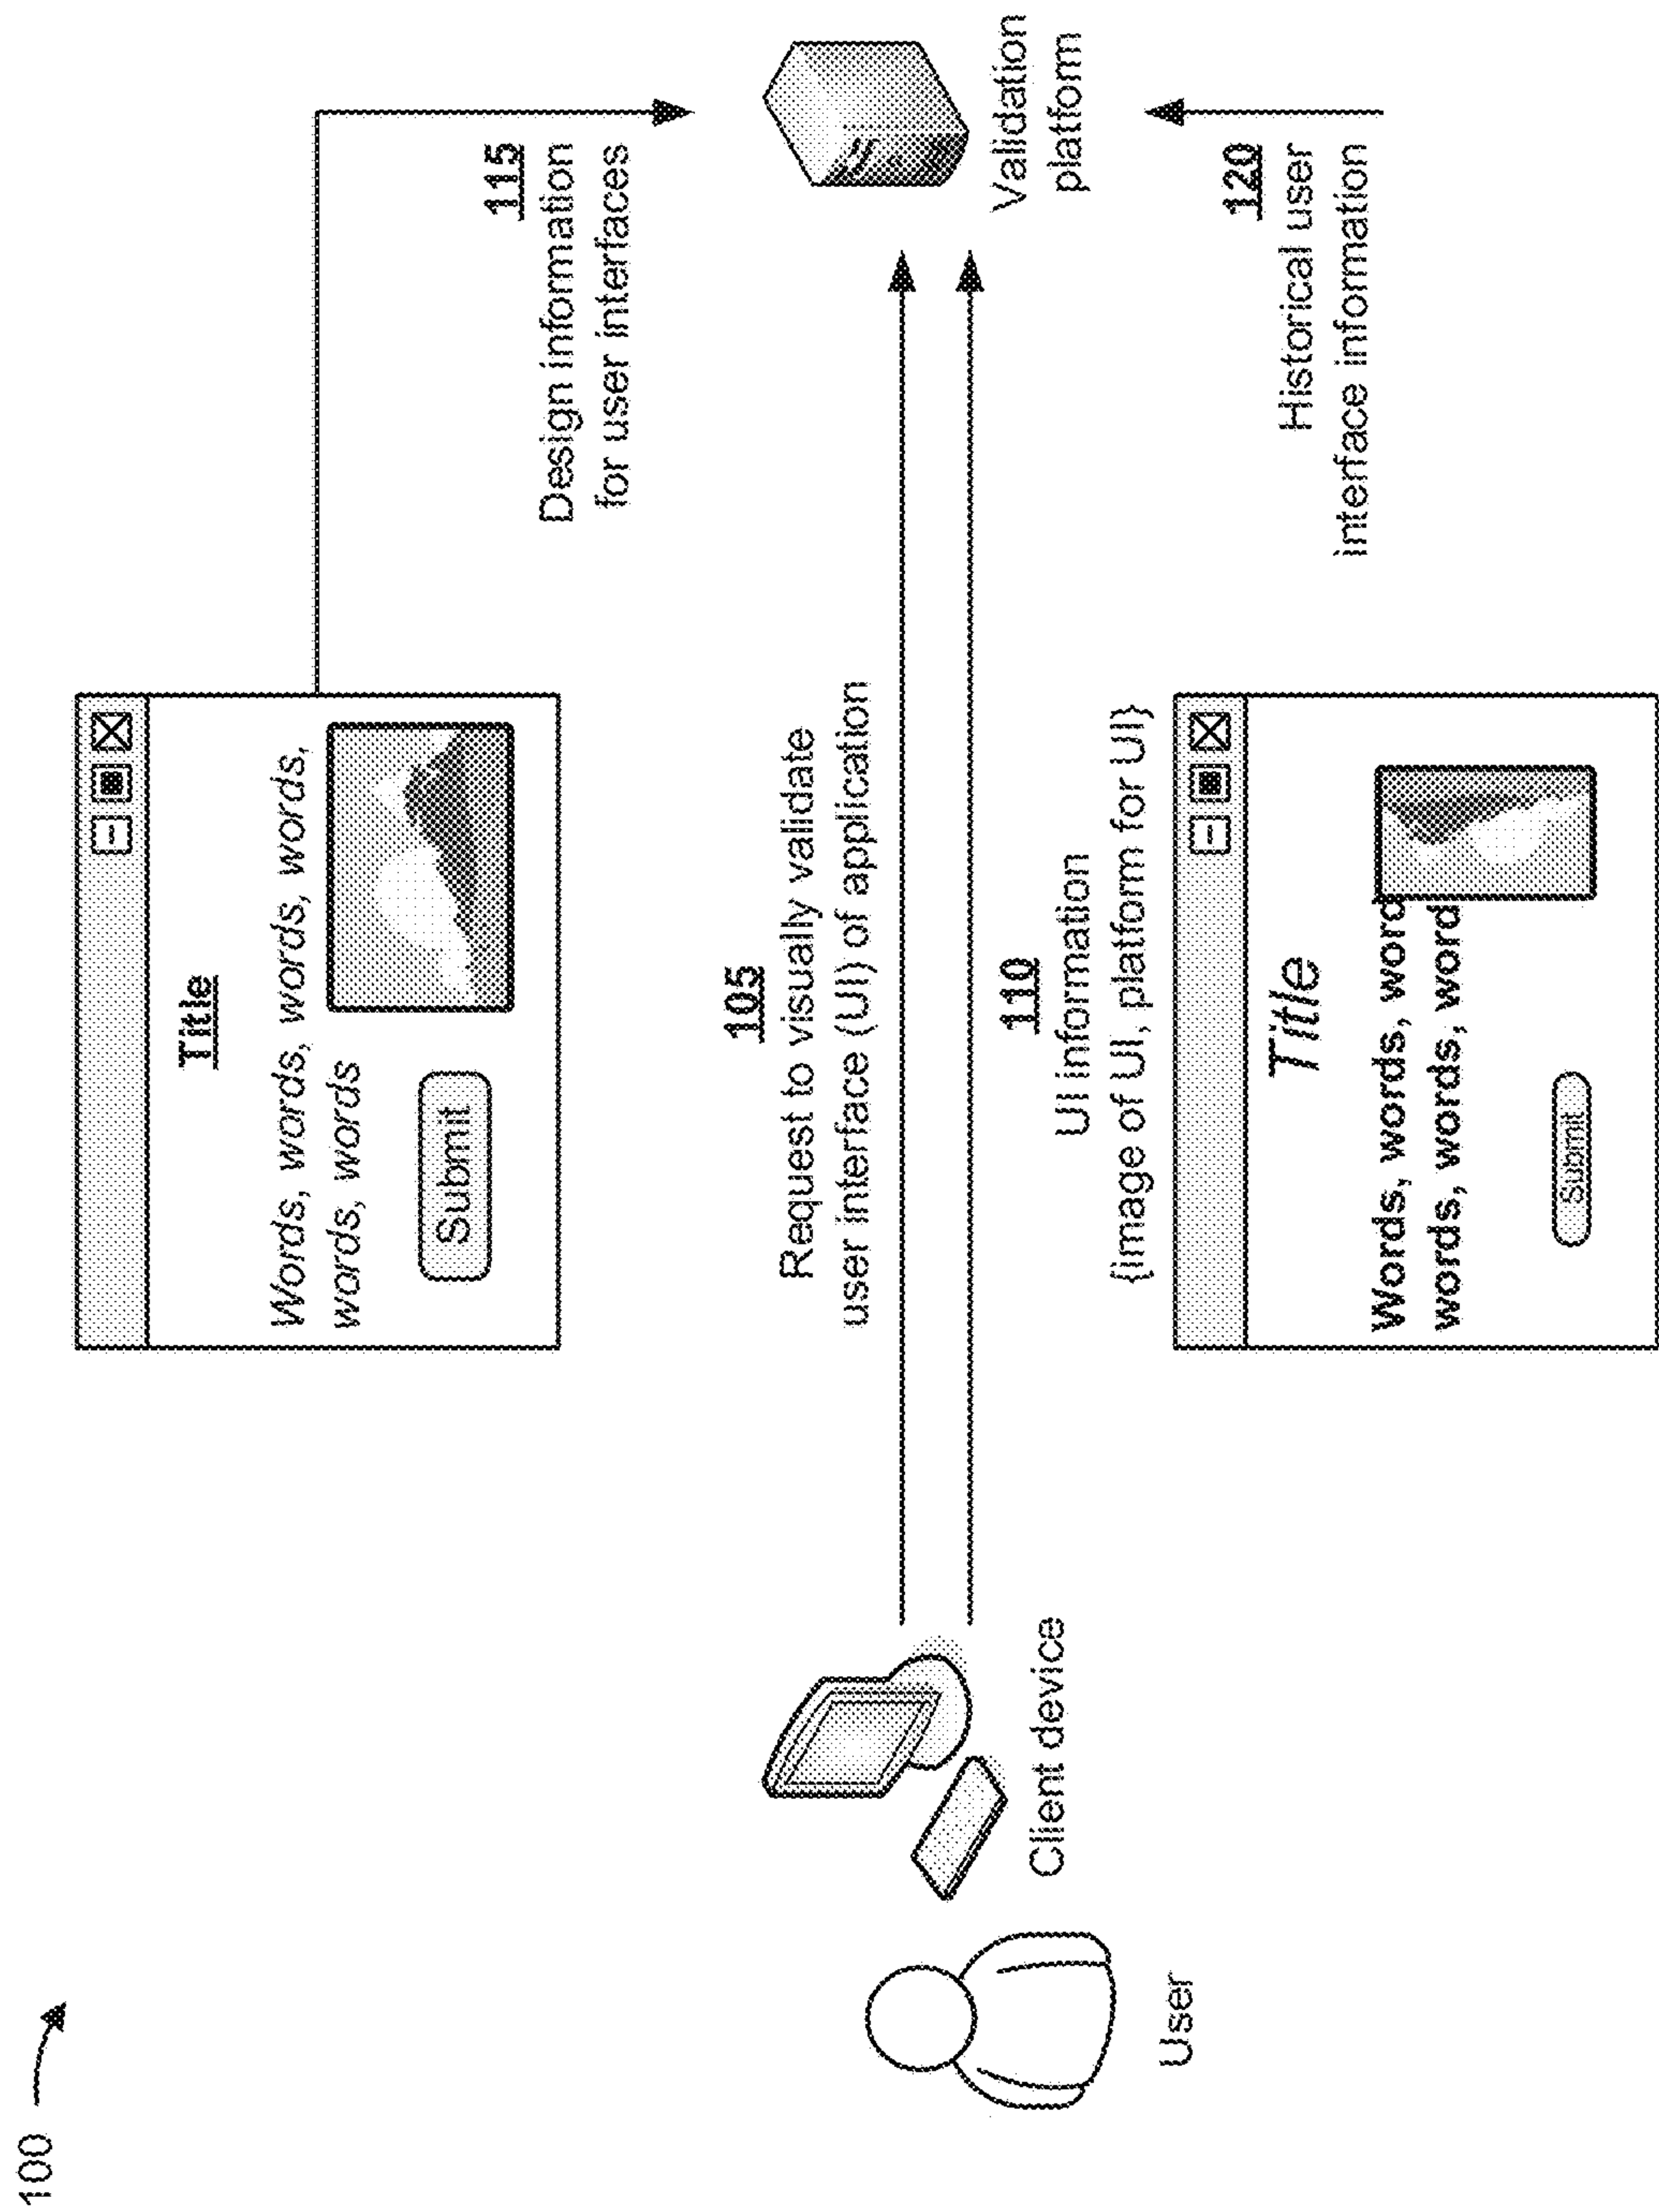 100
Title
Words, words, words, words,
words, words
Submit
115
Design information
for user interfaces
105
Request to visually validate
user interface (UI) of application
User
Client device
Validation
platform
110
UI information
{image of UI, platform for UI}
120
Historical user
interface information
Title
Words, words, word
words, words, word
Submit